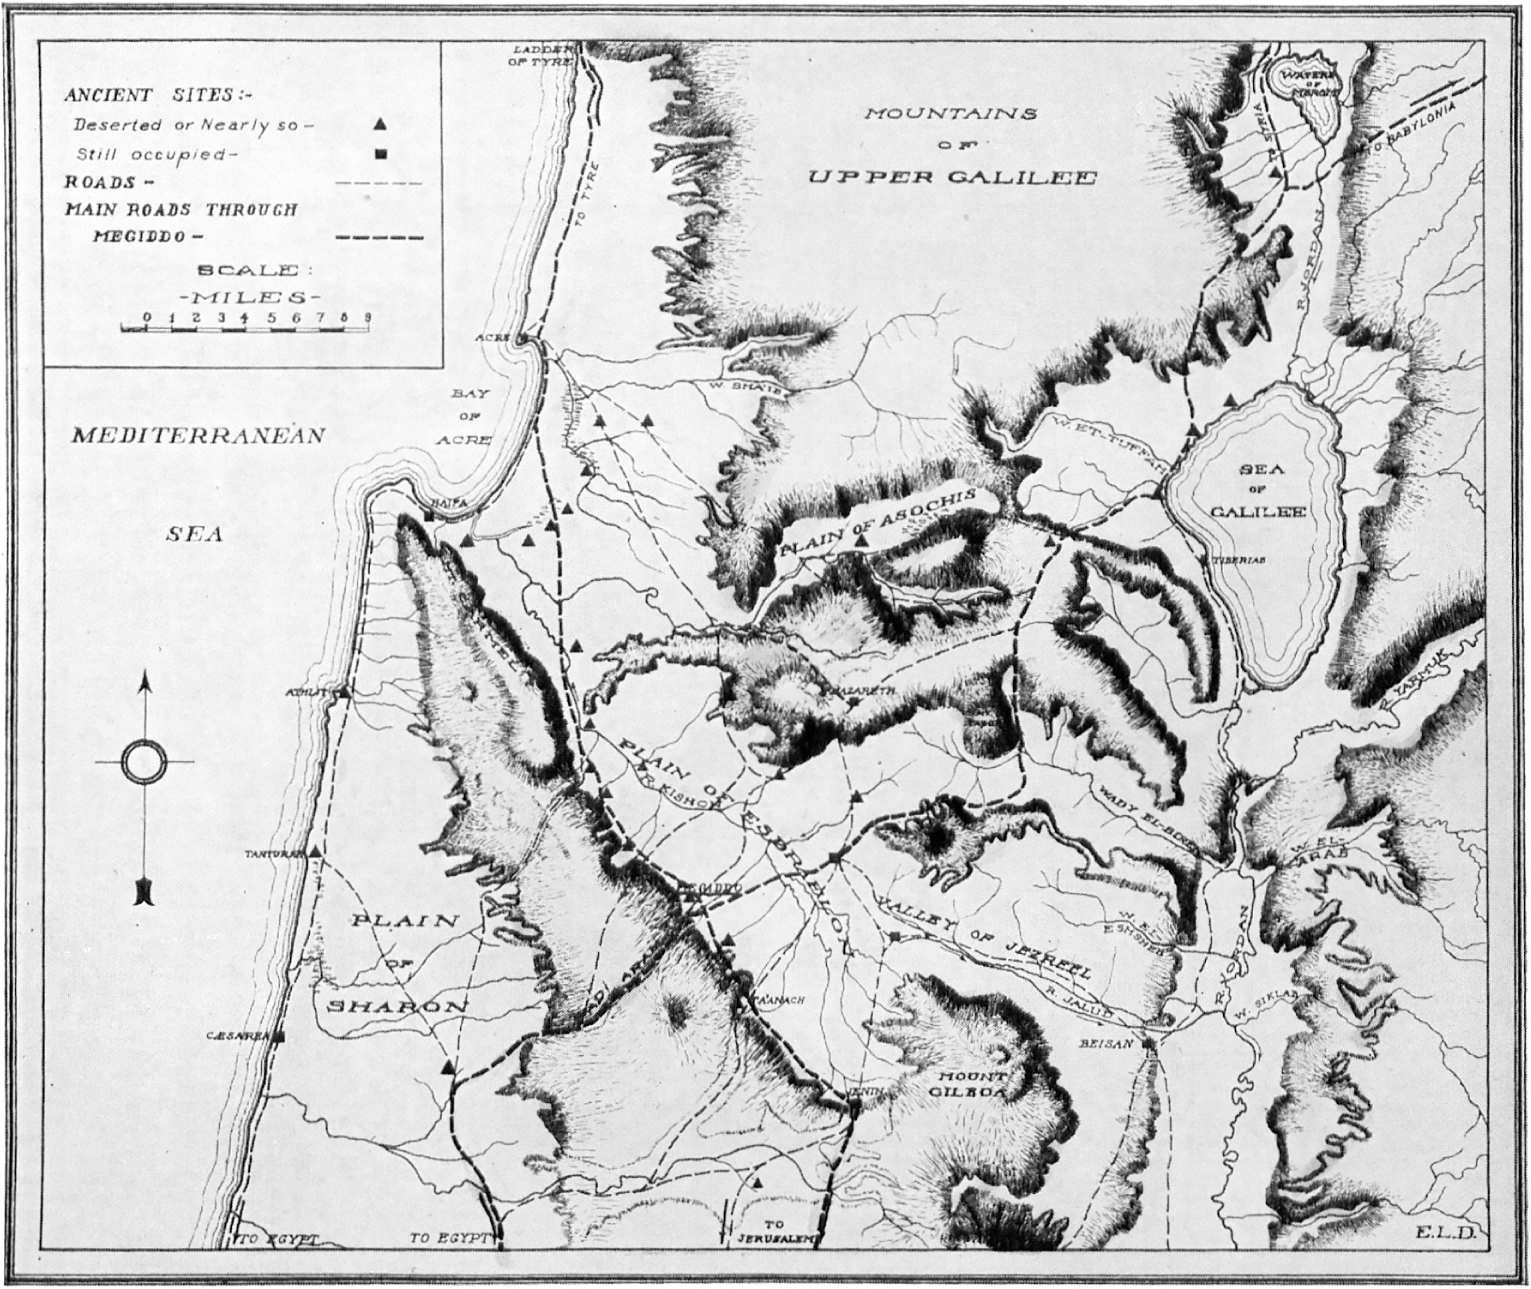 LADDER
OF TYRE
ANCIENT SITES:-
Deserted or Nearly so-
Still occupied-
ROADS-
MAIN ROADS THROUGH
MEGIDDO-
SCALE:
-MILES-
0 1 2 3 4 5 6 7 8 9
MOUNTAINS
OF
UPPER GALILEE
WATERS
OF
MEROM
TO SYRIA
TO BABYLONIA
TO TYRE
R. JORDAN
ACRE
BAY
OF
ACRE
W. SHA'IB
MEDITERRANEAN
SEA
W. ET-TUFFAH
SEA
OF
GALILEE
HAIFA
PLAIN OF ASOCHIS
TIBERIAS
R. YARMUK
ATHLIT
NAZARETH
TABOR
PLAIN OF ESDRAELON
R. KISHON
WADY EL-
W. EL-
ARAB
TANTURAH
MEGIDDO
PLAIN
OF
SHARON
VALLEY OF JEZREEL
W. EL
ESHSHEH
R. JORDAN
R. JALUD
W. SIKLAB
TA'ANACH
CÆSAREA
BEISAN
MOUNT
GILBOA
JENIN
TO EGYPT
TO EGYPT
TO
JERUSALEM
E.L.D.